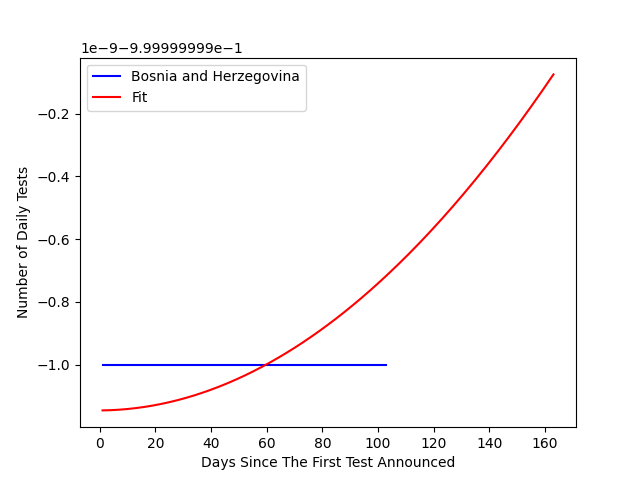 1e−9−9.99999999e−1
Bosnia and Herzegovina
Fit
−0.2
−0.4
−0.6
−0.8
−1.0
Number of Daily Tests
0 20 40 60 80 100 120 140 160
Days Since The First Test Announced